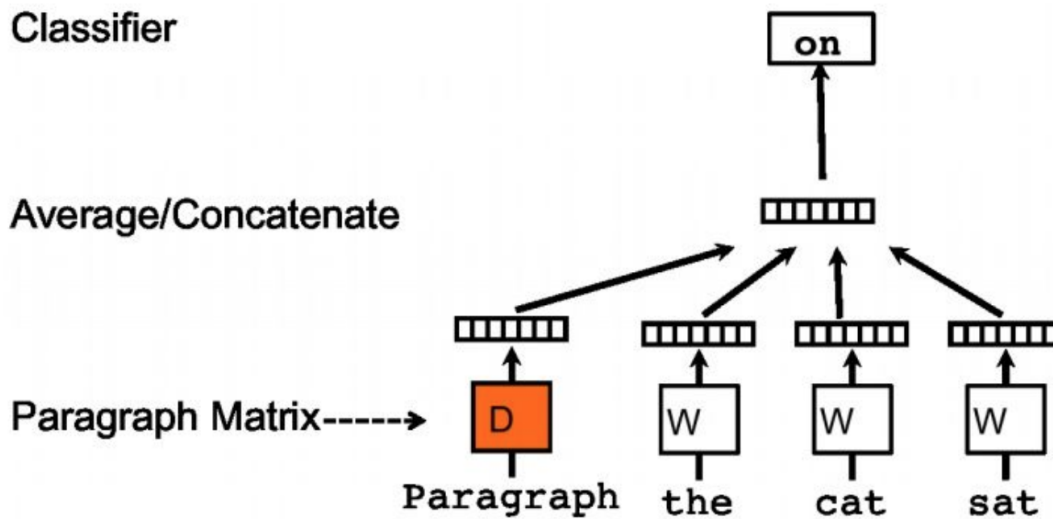 Classifier
on
Average/Concatenate
Paragraph Matrix
D
W
W
W
Paragraph the cat sat